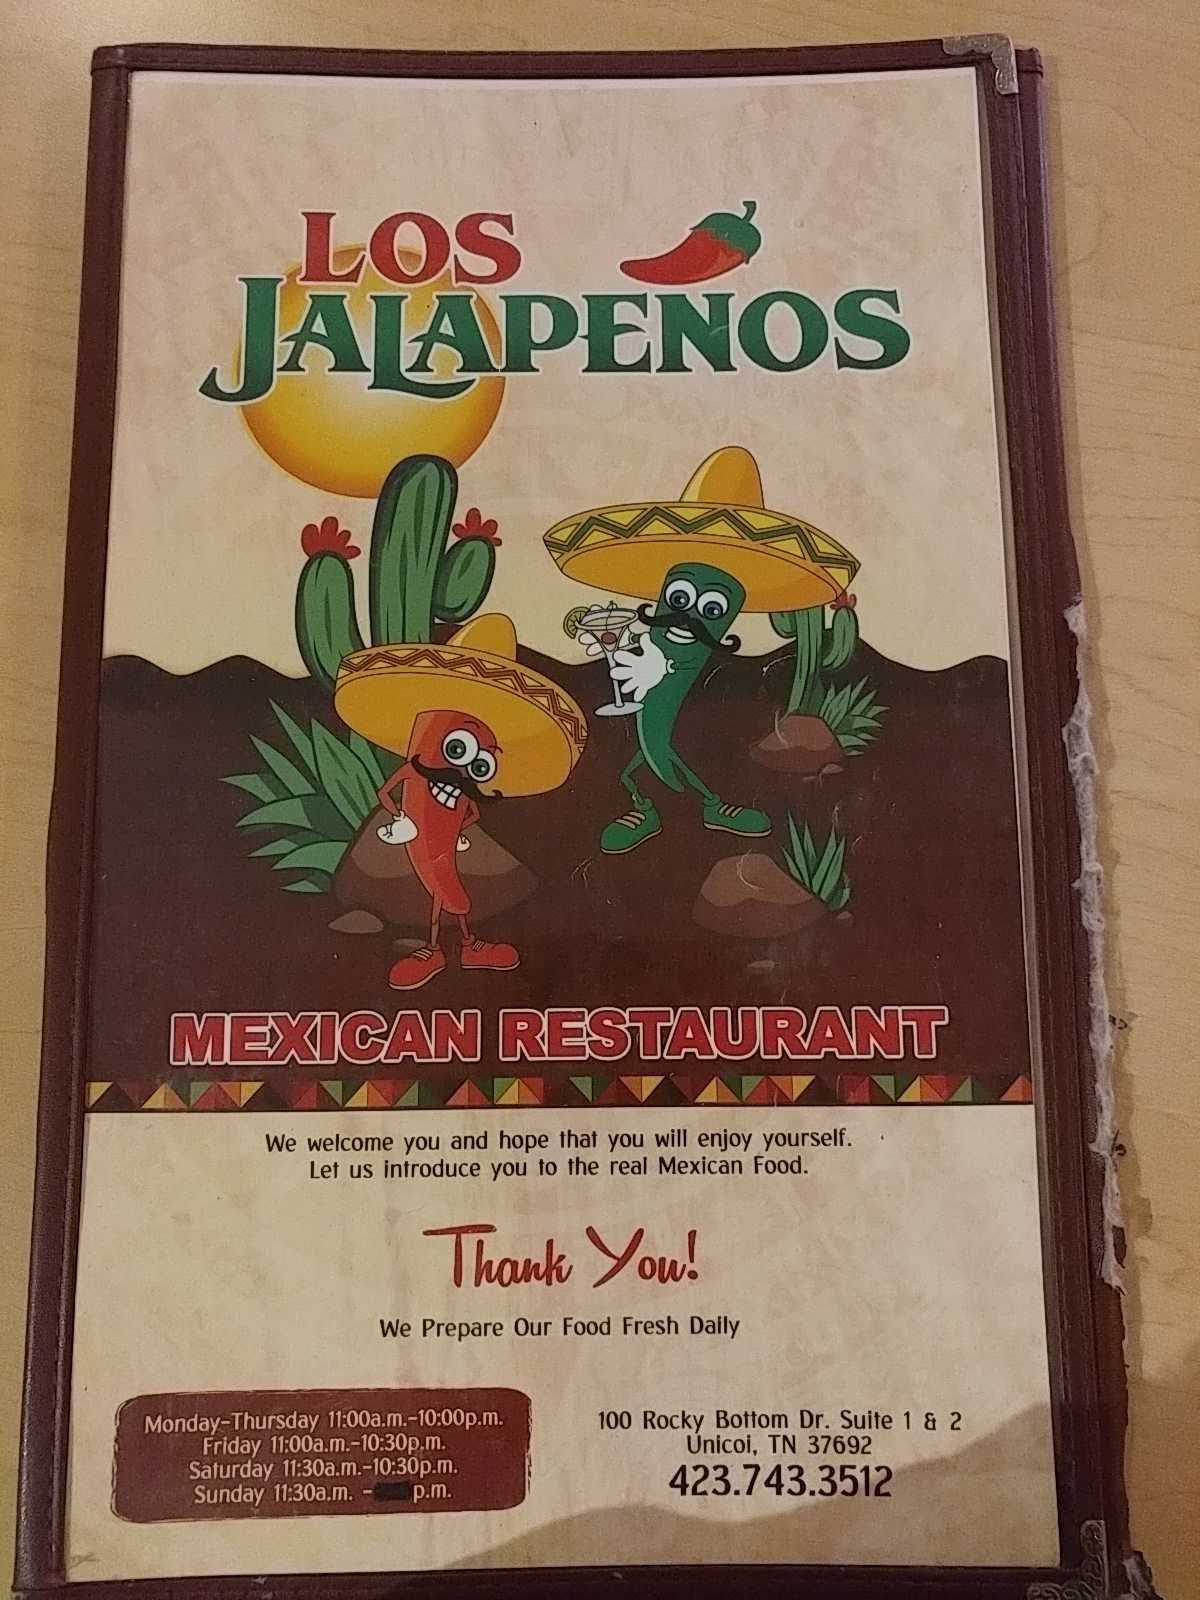 LOS
JALAPENOS
MEXICAN RESTAURANT
We welcome you and hope that you will enjoy yourself.
Let us introduce you to the real Mexican Food.
Thank You!
We Prepare Our Food Fresh Daily
Monday-Thursday 11:00a.m.-10:00p.m.
Friday 11:00a.m.-10:30p.m.
Saturday 11:30a.m.-10:30p.m.
Sunday 11:30a.m. - p.m.
100 Rocky Bottom Dr. Suite 1 & 2
Unicoi, TN 37692
423.743.3512